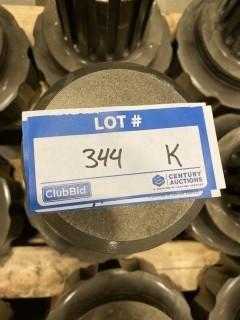 LOT #
344 K
ClubBid
CENTURY
AUCTIONS